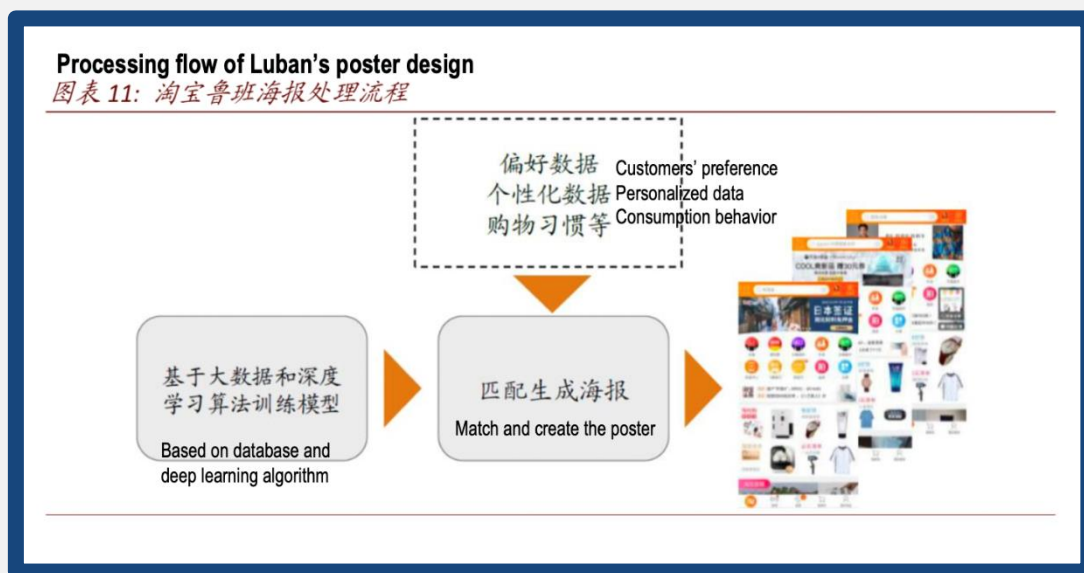 Processing flow of Luban's poster design
图表 11: 淘宝鲁班海报处理流程
偏好数据
Customers' preference
个性化数据
Personalized data
购物习惯等
Consumption behavior
基于大数据和深度
学习算法训练模型
Based on database and
deep learning algorithm
匹配生成海报
Match and create the poster
日本签证